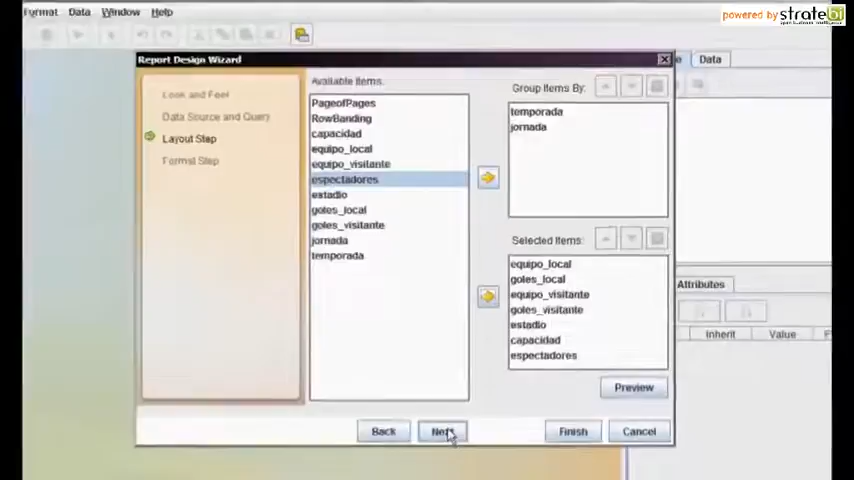 Format Data Window Help
powered by stratebi
Report Design Wizard
Data
Look and Feel
Data Source and Query
Layout Step
Format Step
Available Items:
PageofPages
RowBanding
capacidad
equipo_local
equipo_visitante
espectadores
estadio
goles_local
goles_visitante
jornada
temporada
Group Items By:
temporada
jornada
Selected Items:
equipo_local
goles_local
equipo_visitante
goles_visitante
estadio
capacidad
espectadores
Preview
Back
Next
Finish
Cancel
Attributes
Inherit Value